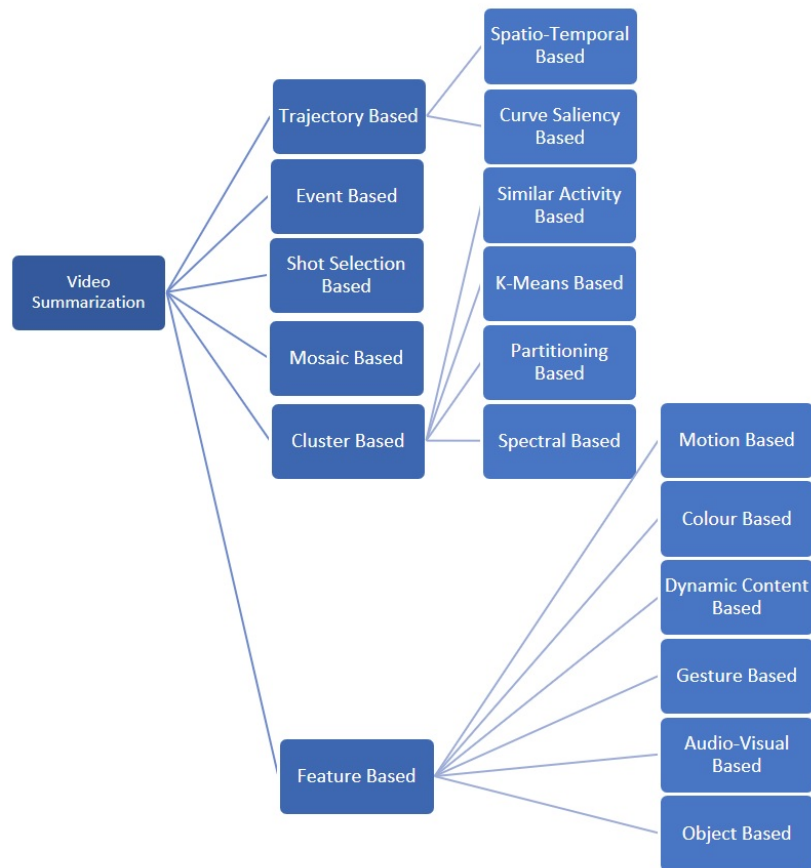 Video
Summarization
Trajectory Based
Event Based
Shot Selection
Based
Mosaic Based
Cluster Based
Feature Based
Spatio-Temporal
Based
Curve Saliency
Based
Similar Activity
Based
K-Means Based
Partitioning
Based
Spectral Based
Motion Based
Colour Based
Dynamic Content
Based
Gesture Based
Audio-Visual
Based
Object Based